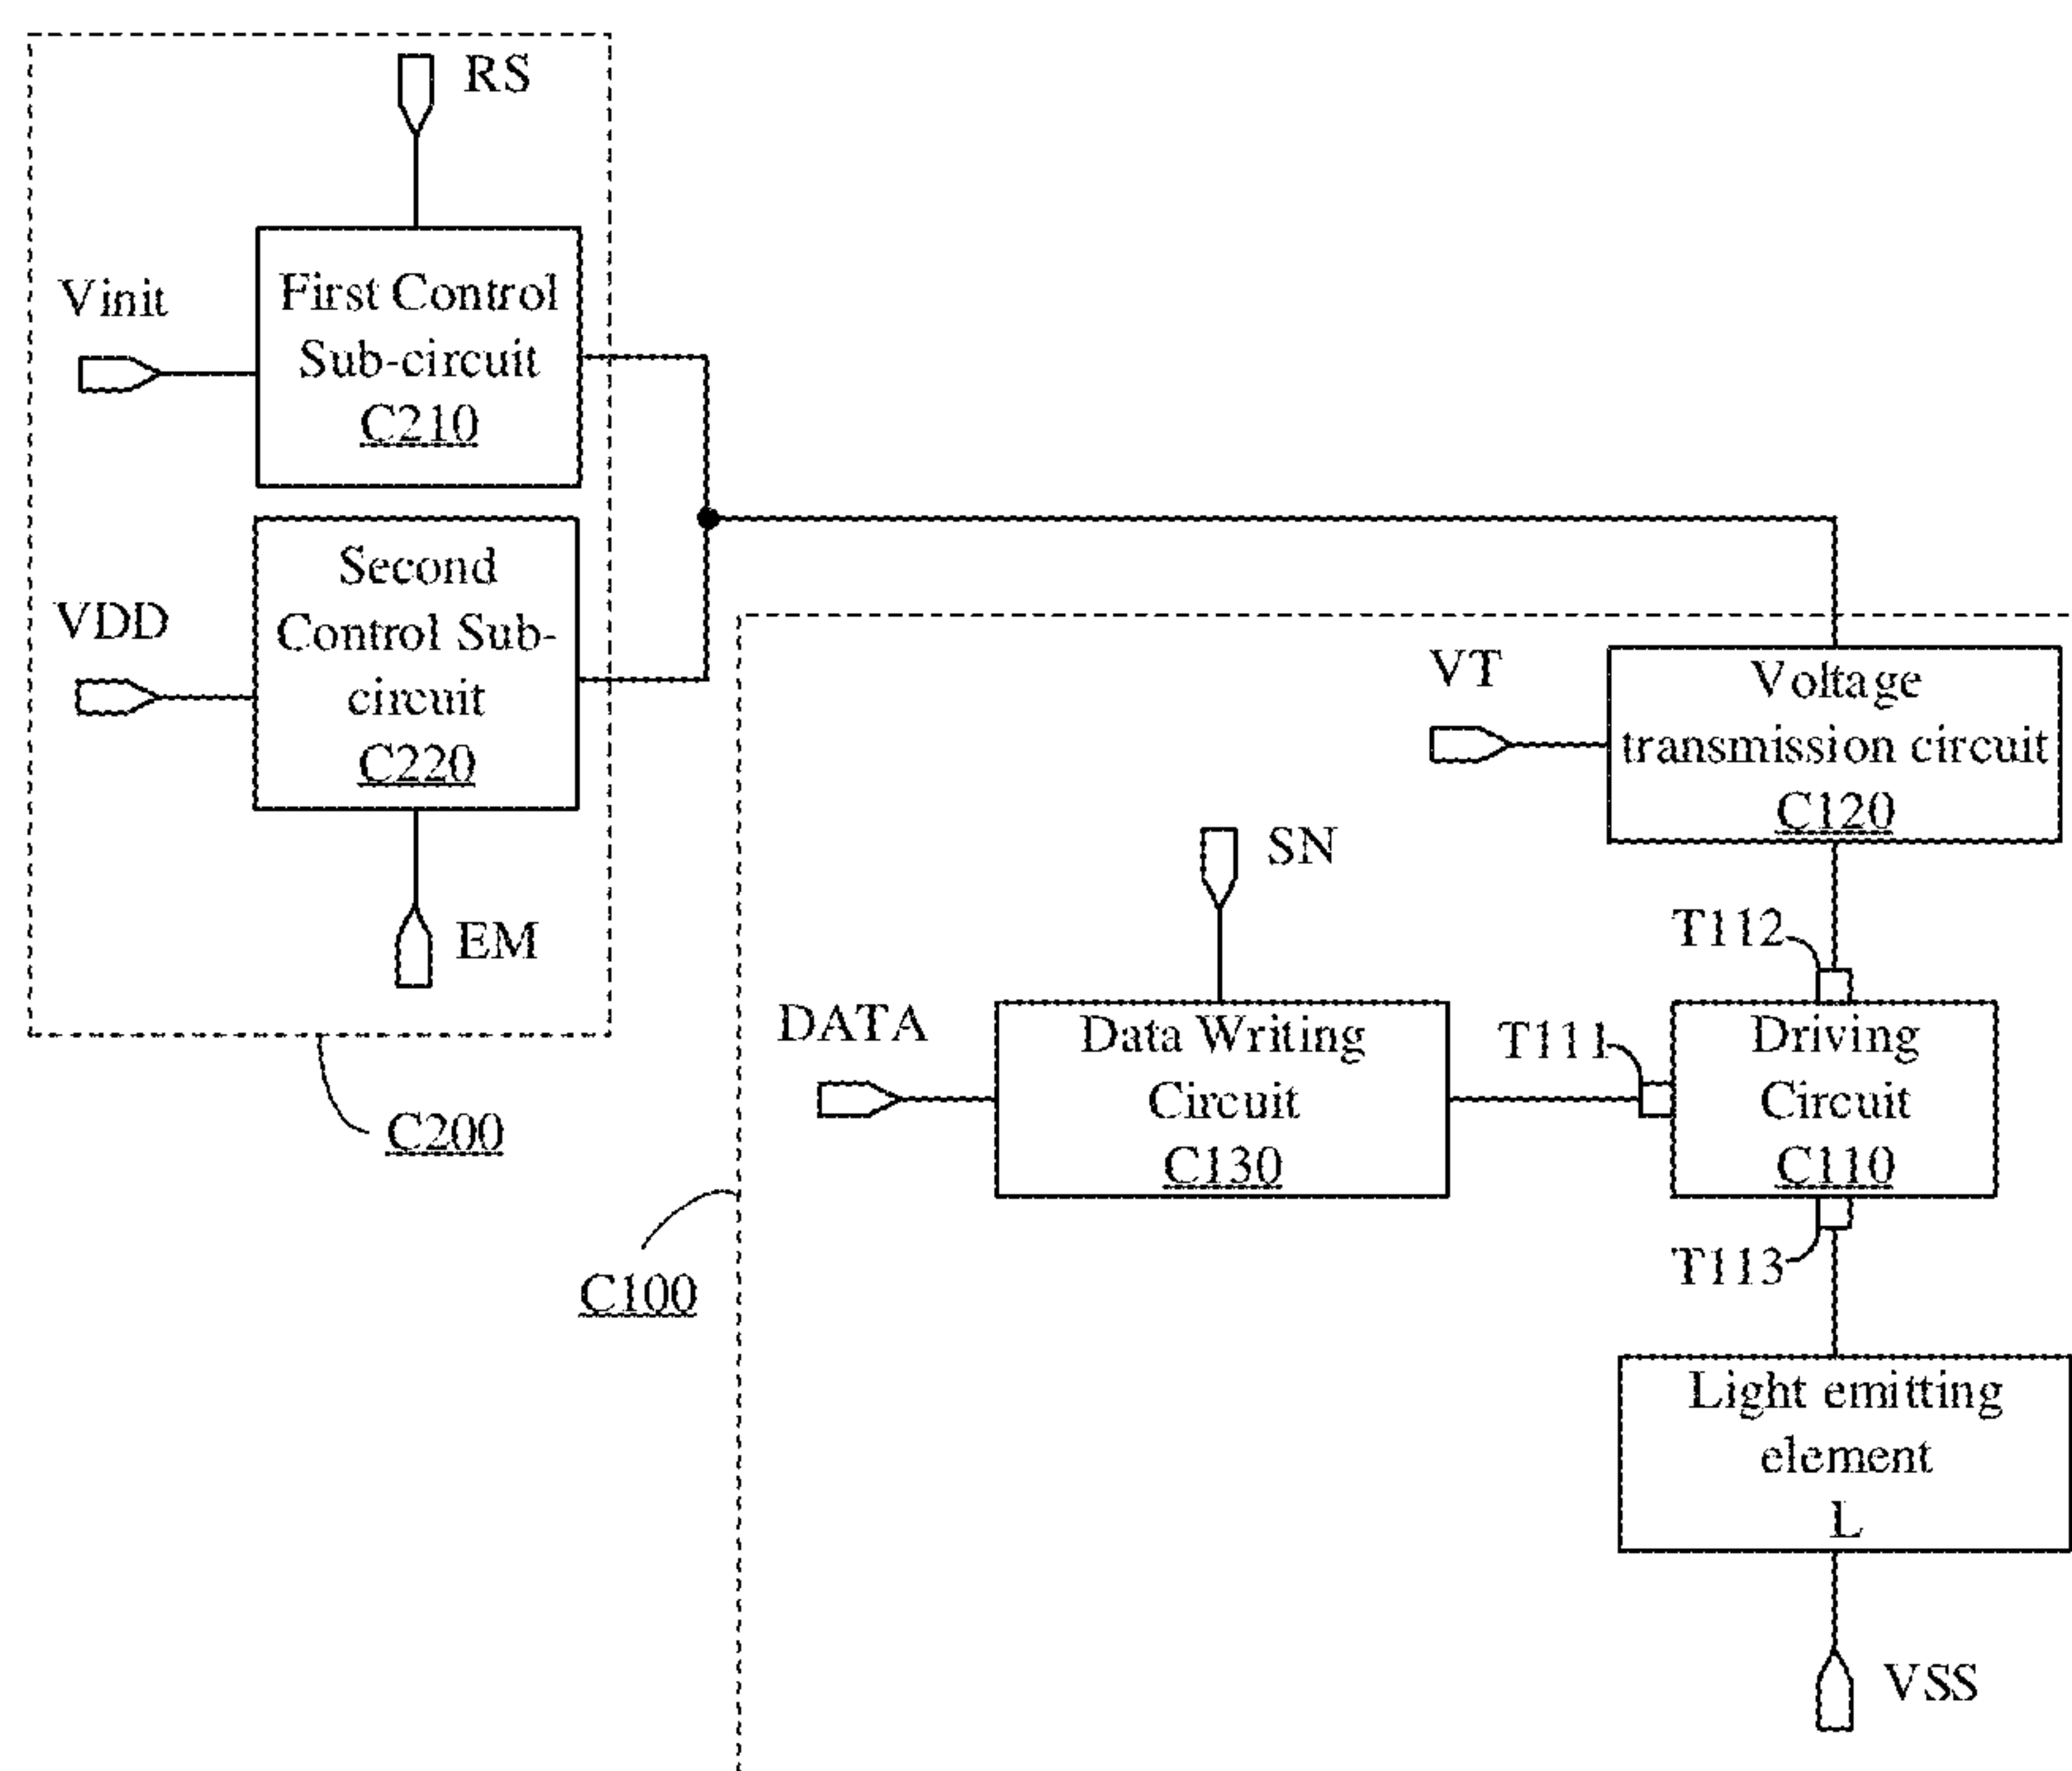 RS
Vinit
First Control
Sub-circuit
C210
VDD
Second
Control Sub-
circuit
C220
EM
C200
VT
Voltage
transmission circuit
C120
SN
T112
DATA
Data Writing
Circuit
C130
T111
Driving
Circuit
C110
C100
T113
Light emitting
element
L
VSS